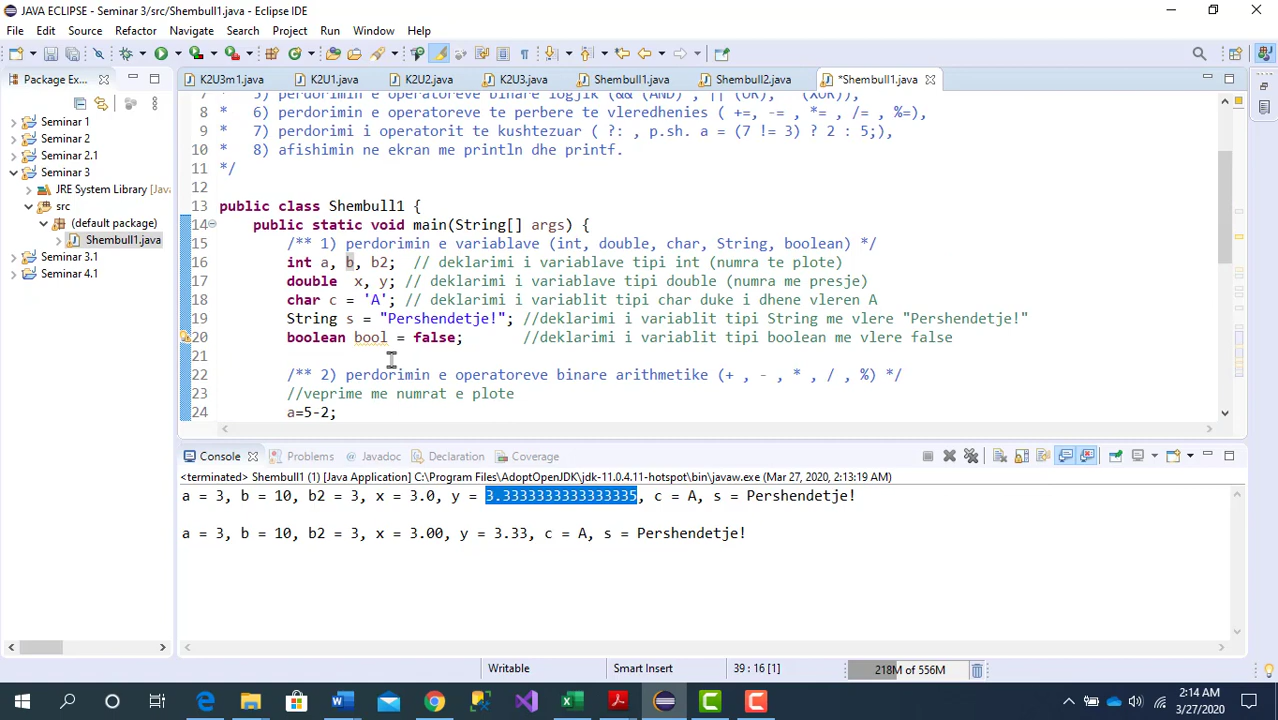 JAVA ECLIPSE - Seminar 3/src/Shembull1.java - Eclipse IDE
File Edit Source Refactor Navigate Search Project Run Window Help
Package Ex...
K2U3m1.java K2U1.java K2U2.java K2U3.java Shembull1.java Shembull2.java *Shembull1.java
Seminar 1
Seminar 2
Seminar 2.1
Seminar 3
JRE System Library [Java
src
(default package)
Shembull1.java
Seminar 3.1
Seminar 4.1
7 * 5) perdorimin e operatoreve binare logjik (&& (AND) , || (OR), ^(XOR)),
8 * 6) perdorimin e operatoreve te perbere te vleredhenies ( +=, -= , *= , /= , %=),
9 * 7) perdorimi i operatorit te kushtezuar ( ?: , p.sh. a = (7 != 3) ? 2 : 5;),
10 * 8) afishimin ne ekran me println dhe printf.
11 */
12
13 public class Shembull1 {
14 public static void main(String[] args) {
15 /** 1) perdorimin e variablave (int, double, char, String, boolean) */
16 int a, b, b2; // deklarimi i variablave tipi int (numra te plote)
17 double x, y; // deklarimi i variablave tipi double (numra me presje)
18 char c = 'A'; // deklarimi i variablit tipi char duke i dhene vleren A
19 String s = "Pershendetje!"; //deklarimi i variablit tipi String me vlere "Pershendetje!"
20 boolean bool = false; //deklarimi i variablit tipi boolean me vlere false
21
22 /** 2) perdorimin e operatoreve binare arithmetike (+ , - , * , / , %) */
23 //veprime me numrat e plote
24 a=5-2;
Console Problems Javadoc Declaration Coverage
<terminated> Shembull1 (1) [Java Application] C:\Program Files\AdoptOpenJDK\jdk-11.0.4.11-hotspot\bin\javaw.exe (Mar 27, 2020, 2:13:19 AM)
a = 3, b = 10, b2 = 3, x = 3.0, y = 3.3333333333333335, c = A, s = Pershendetje!
a = 3, b = 10, b2 = 3, x = 3.00, y = 3.33, c = A, s = Pershendetje!
Writable Smart Insert 39 : 16 [1] 218M of 556M
2:14 AM
3/27/2020